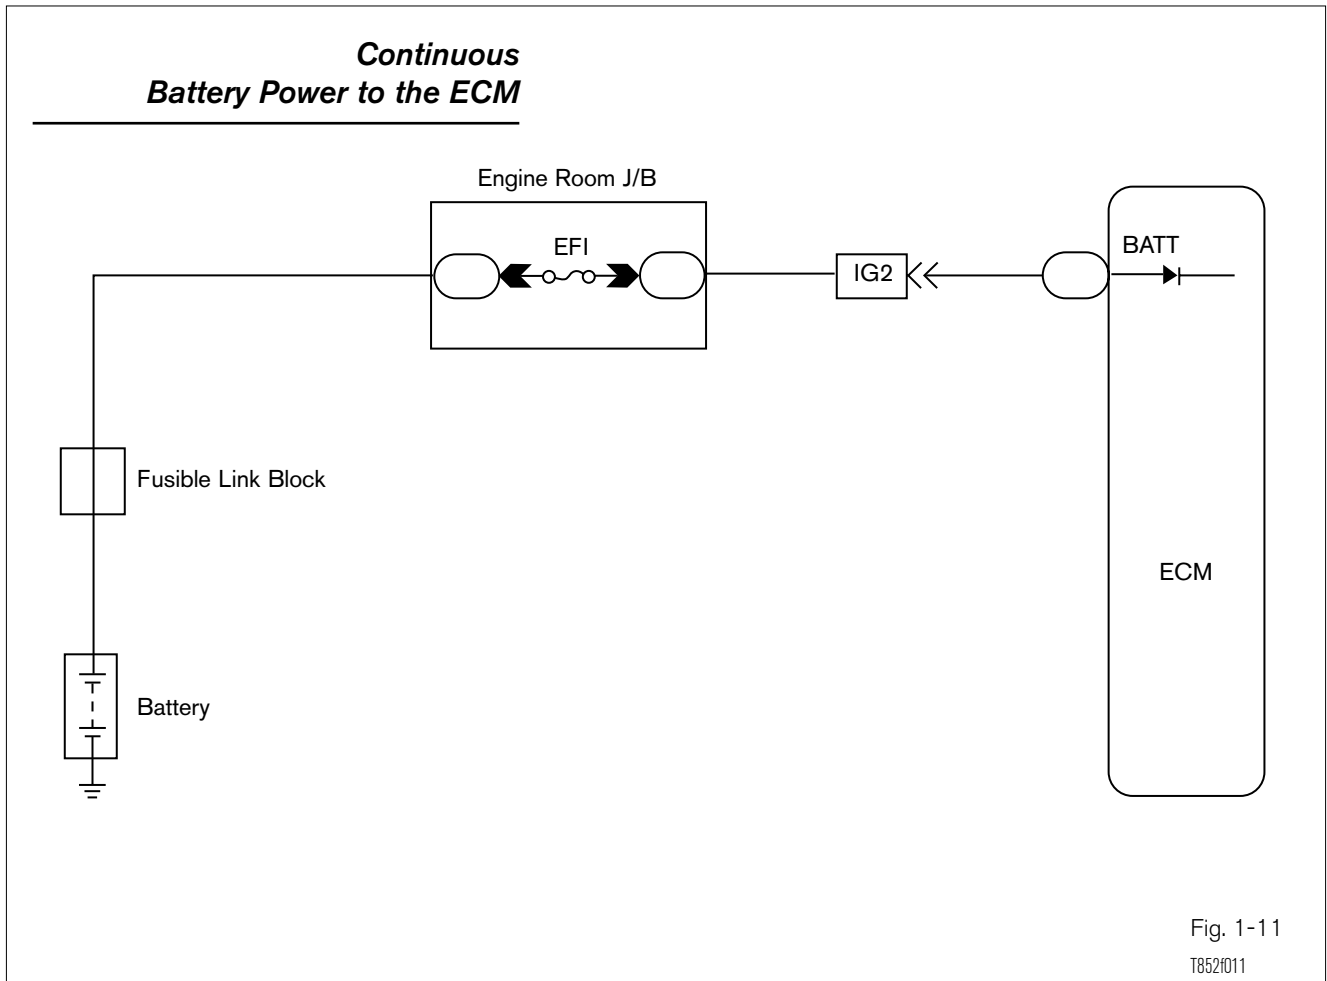 Continuous
Battery Power to the ECM
Engine Room J/B
EFI
IG2
BATT
Fusible Link Block
ECM
Battery
Fig. 1-11
T852f011